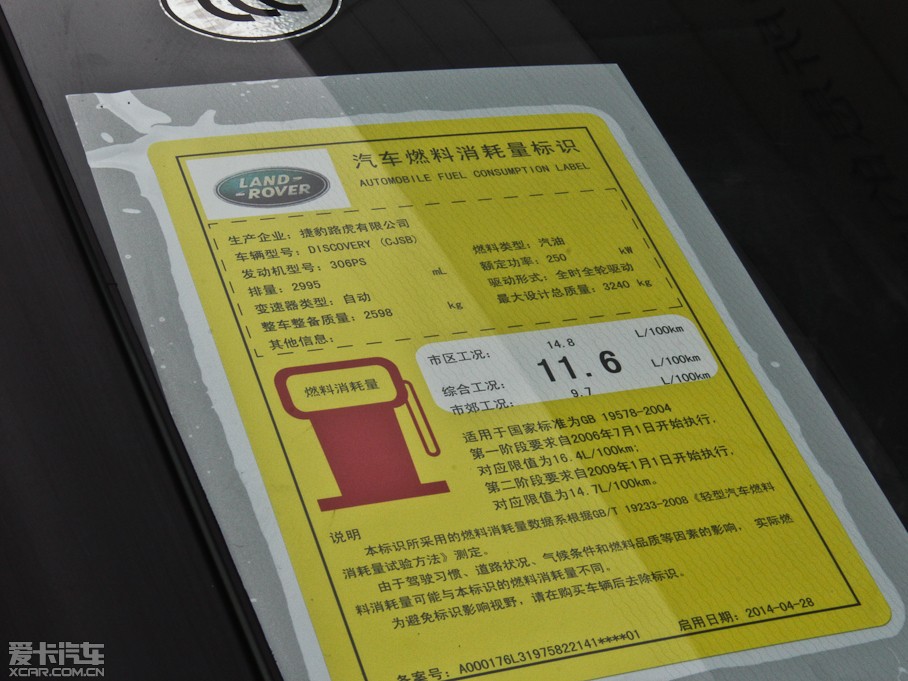 LAND-
-ROVER
汽车燃料消耗量标识
AUTOMOBILE FUEL CONSUMPTION LABEL
生产企业: 捷豹路虎有限公司
车辆型号: DISCOVERY (CJSB)
发动机型号: 306PS
燃料类型: 汽油
排量: 2995 mL
额定功率: 250 kW
变速器类型: 自动
驱动形式: 全时全轮驱动
整车整备质量: 2598 kg
最大设计总质量: 3240 kg
其他信息:
燃料消耗量
市区工况: 14.8 L/100km
综合工况: 11.6 L/100km
市郊工况: 9.7 L/100km
适用于国家标准为GB 19578-2004
第一阶段要求自2006年7月1日开始执行,
对应限值为16.4L/100km;
第二阶段要求自2009年1月1日开始执行,
对应限值为14.7L/100km。
说明
本标识所采用的燃料消耗量数据系根据GB/T 19233-2008《轻型汽车燃料
消耗量试验方法》测定。
由于驾驶习惯、道路状况、气候条件和燃料品质等因素的影响, 实际燃
料消耗量可能与本标识的燃料消耗量不同。
为避免标识影响视野, 请在购买车辆后去除标识。
备案号: A000176L31975822141****01
启用日期: 2014-04-28
爱卡汽车
XCAR.COM.CN